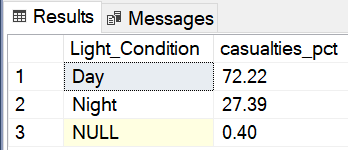 Results Messages
Light_Condition casualties_pct
1 Day 72.22
2 Night 27.39
3 NULL 0.40